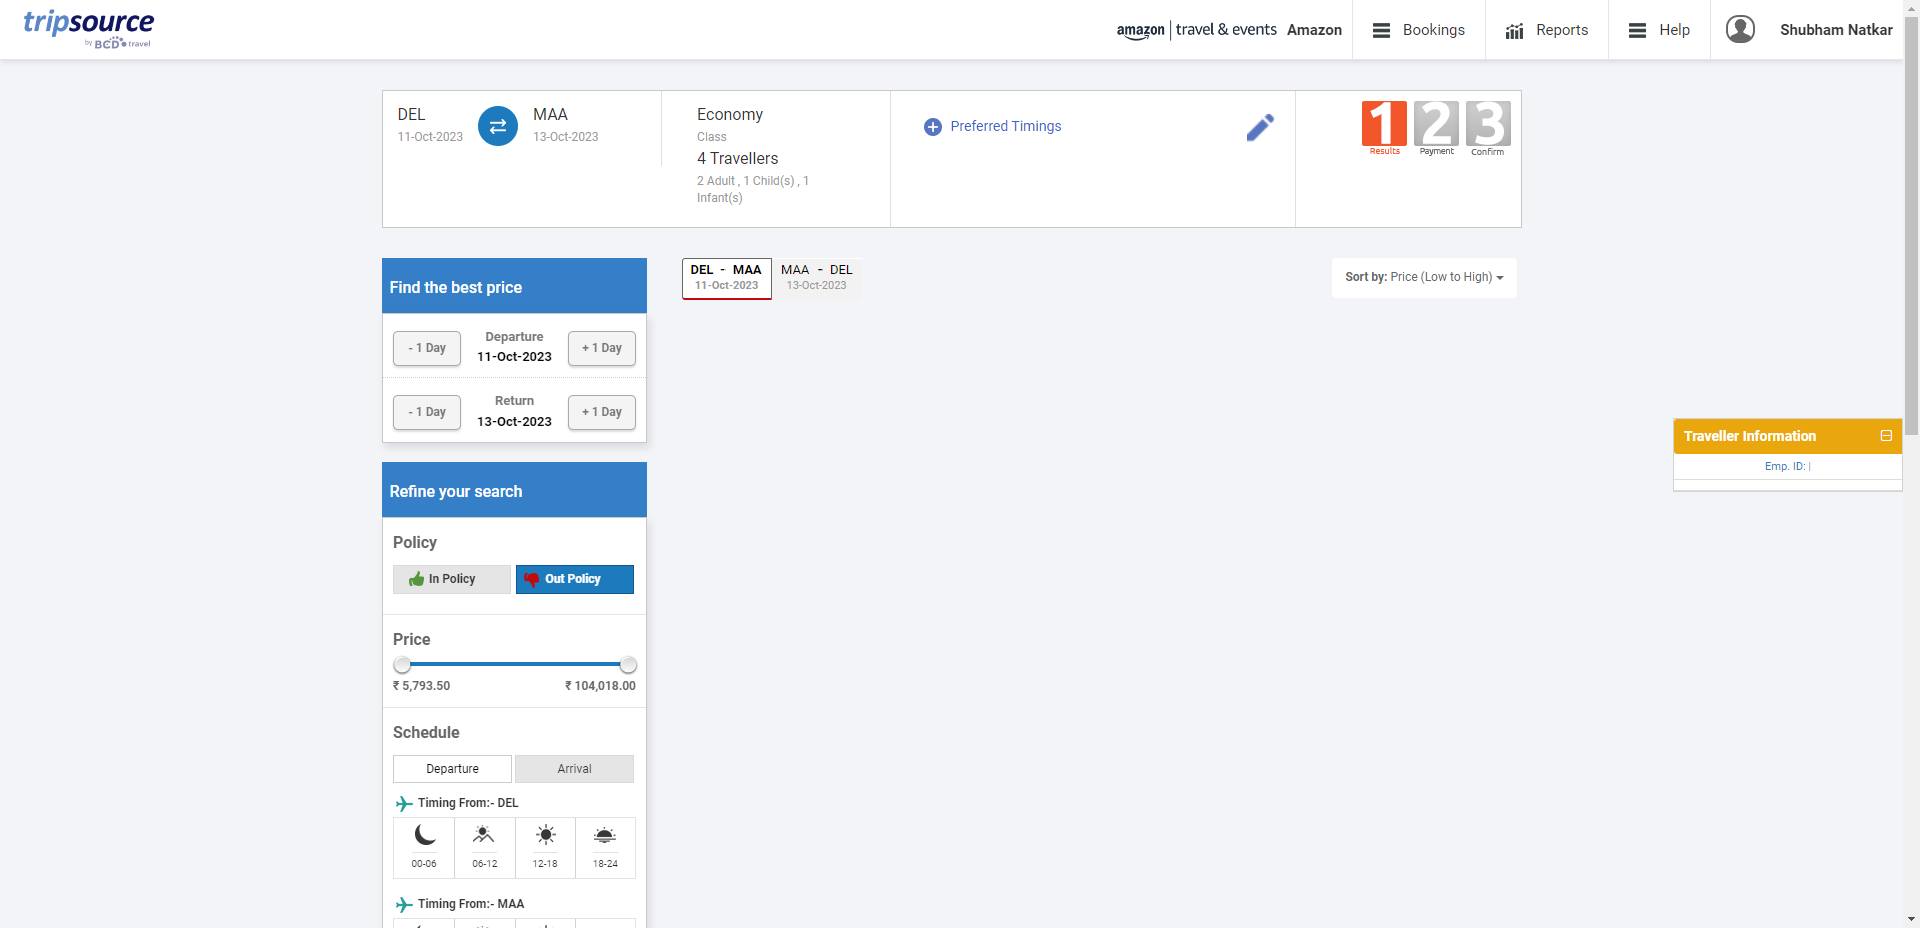 tripsource
by BCD travel
amazon | travel & events Amazon
Bookings
Reports
Help
Shubham Natkar
DEL
11-Oct-2023
MAA
13-Oct-2023
Economy
Class
4 Travellers
2 Adult , 1 Child(s) , 1
Infant(s)
Preferred Timings
1 2 3
Results Payment Confirm
Find the best price
- 1 Day
Departure
11-Oct-2023
+ 1 Day
- 1 Day
Return
13-Oct-2023
+ 1 Day
DEL - MAA
11-Oct-2023
MAA - DEL
13-Oct-2023
Sort by: Price (Low to High)
Traveller Information
Emp. ID: |
Refine your search
Policy
In Policy
Out Policy
Price
₹ 5,793.50
₹ 104,018.00
Schedule
Departure
Arrival
Timing From:- DEL
00-06
06-12
12-18
18-24
Timing From:- MAA